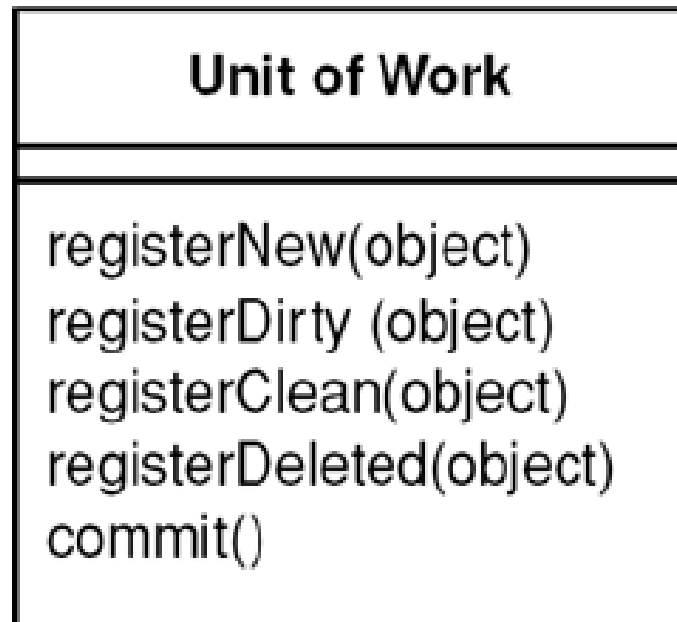 Unit of Work
registerNew(object)
registerDirty (object)
registerClean(object)
registerDeleted(object)
commit()